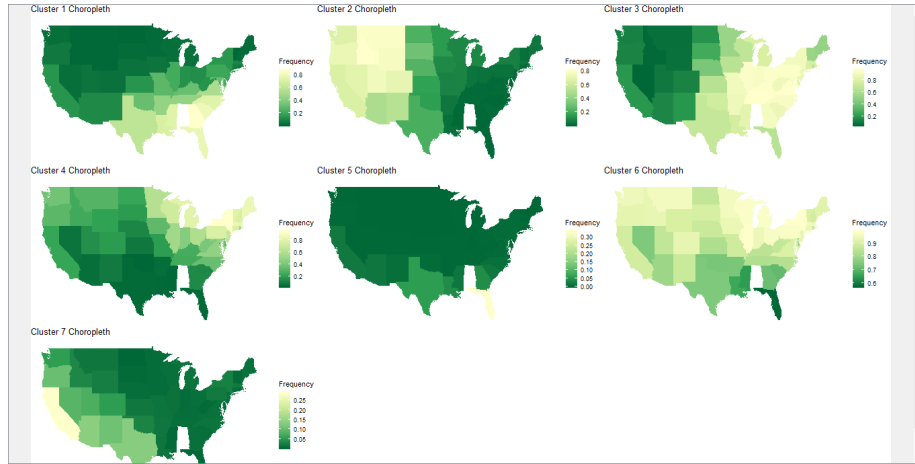 Cluster 1 Choropleth
Frequency
0.8
0.6
0.4
0.2
Cluster 2 Choropleth
Frequency
0.8
0.6
0.4
0.2
Cluster 3 Choropleth
Frequency
0.8
0.6
0.4
0.2
Cluster 4 Choropleth
Frequency
0.8
0.6
0.4
0.2
Cluster 5 Choropleth
Frequency
0.30
0.25
0.20
0.15
0.10
0.05
0.00
Cluster 6 Choropleth
Frequency
0.9
0.8
0.7
0.6
Cluster 7 Choropleth
Frequency
0.25
0.20
0.15
0.10
0.05